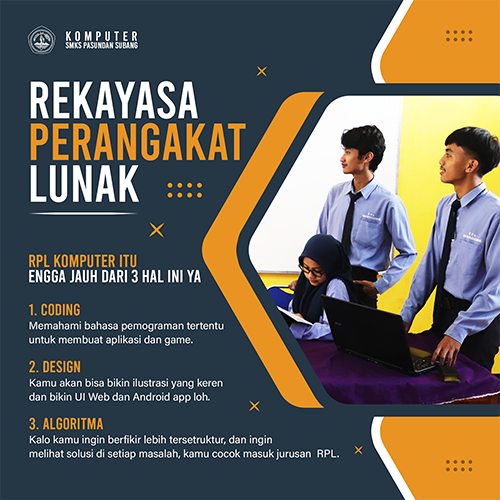 KOMPUTER
SMKS PASUNDAN SUBANG
REKAYASA
PERANGAKAT
LUNAK
RPL KOMPUTER ITU
ENGGA JAUH DARI 3 HAL INI YA
1. CODING
Memahami bahasa pemograman tertentu
untuk membuat aplikasi dan game.
2. DESIGN
Kamu akan bisa bikin ilustrasi yang keren
dan bikin UI Web dan Android app loh.
3. ALGORITMA
Kalo kamu ingin berfikir lebih tersetruktur, dan ingin
melihat solusi di setiap masalah, kamu cocok masuk jurusan RPL.